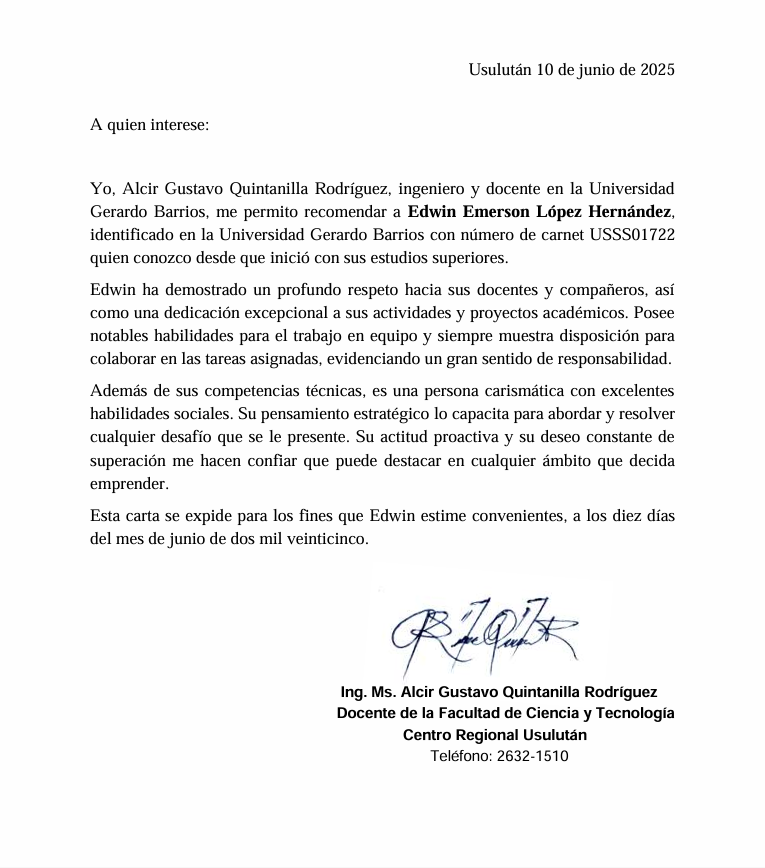 Usulután 10 de junio de 2025
A quien interese:
Yo, Alcir Gustavo Quintanilla Rodríguez, ingeniero y docente en la Universidad
Gerardo Barrios, me permito recomendar a Edwin Emerson López Hernández,
identificado en la Universidad Gerardo Barrios con número de carnet USSS01722
quien conozco desde que inició con sus estudios superiores.
Edwin ha demostrado un profundo respeto hacia sus docentes y compañeros, así
como una dedicación excepcional a sus actividades y proyectos académicos. Posee
notables habilidades para el trabajo en equipo y siempre muestra disposición para
colaborar en las tareas asignadas, evidenciando un gran sentido de responsabilidad.
Además de sus competencias técnicas, es una persona carismática con excelentes
habilidades sociales. Su pensamiento estratégico lo capacita para abordar y resolver
cualquier desafío que se le presente. Su actitud proactiva y su deseo constante de
superación me hacen confiar que puede destacar en cualquier ámbito que decida
emprender.
Esta carta se expide para los fines que Edwin estime convenientes, a los diez días
del mes de junio de dos mil veinticinco.
Ing. Ms. Alcir Gustavo Quintanilla Rodríguez
Docente de la Facultad de Ciencia y Tecnología
Centro Regional Usulután
Teléfono: 2632-1510